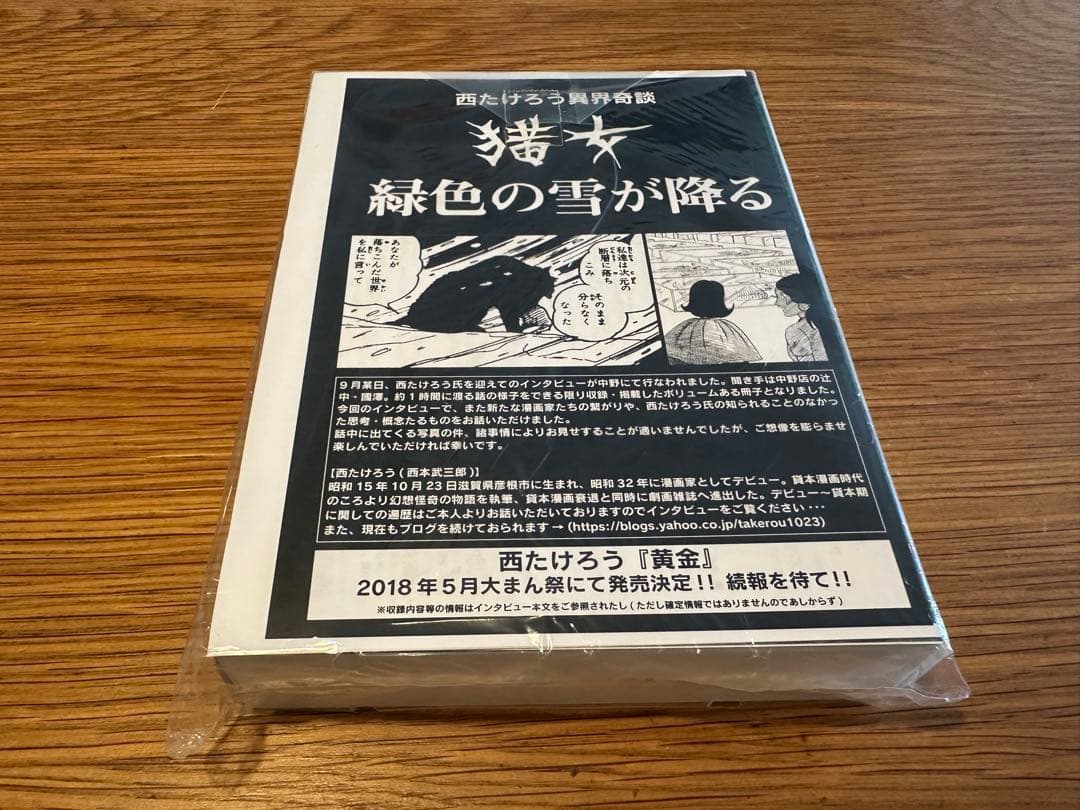 西たけろう異界奇談
猫女
緑色の雪が降る
あなたが
落ちこんだ世界
を私に言って
私達は次元の
断層に落ち
こみ
そのまま
分らなく
なった
9月某日、西たけろう氏を迎えてのインタビューが中野にて行なわれました。聞き手は中野店の辻
中・國澤。約1時間に渡る話の様子をできる限り収録・掲載したボリュームある冊子となりました。
今回のインタビューで、また新たな漫画家たちの繋がりや、西たけろう氏の知られることのなかっ
た思考・概念たるものをお話いただけました。
話中に出てくる写真の件、諸事情によりお見せすることが適いませんでしたが、ご想像を膨らませ
楽しんでいただければ幸いです。
【西たけろう(西本武三郎)】
昭和15年10月23日滋賀県彦根市に生まれ、昭和32年に漫画家としてデビュー。貸本漫画時代
のころより幻想怪奇の物語を執筆、貸本漫画衰退と同時に劇画雑誌へ進出した。デビュー～貸本期
に関しての遍歴はご本人よりお話いただいておりますのでインタビューをご覧ください・・・
また、現在もブログを続けておられます→(https://blogs.yahoo.co.jp/takerou1023)
西たけろう『黄金』
2018年5月大まん祭にて発売決定!! 続報を待て!!
※収録内容等の情報はインタビュー本文をご参照されたし(ただし確定情報ではありませんのであしからず)